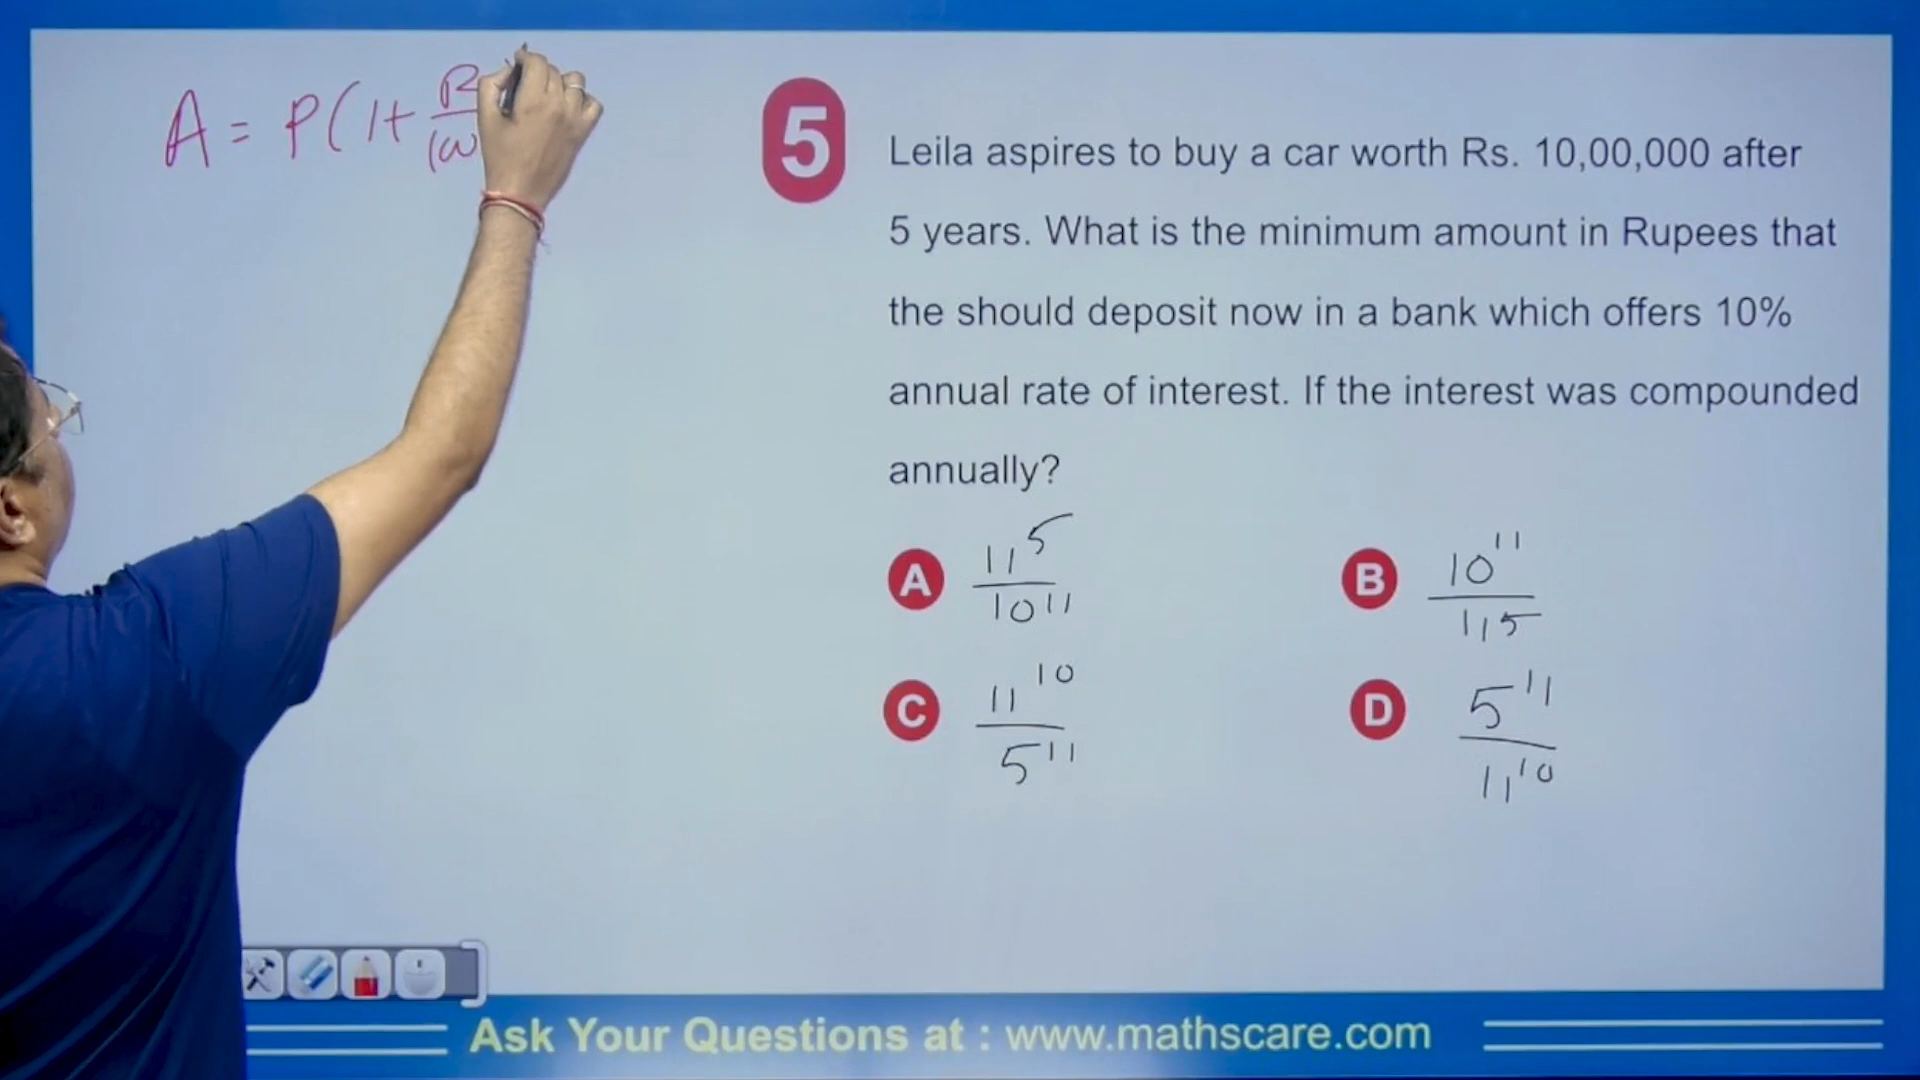 A = P(1+ R/100
5
Leila aspires to buy a car worth Rs. 10,00,000 after
5 years. What is the minimum amount in Rupees that
the should deposit now in a bank which offers 10%
annual rate of interest. If the interest was compounded
annually?
A 11^5/10^11
B 10^11/11^5
C 11^10/5^11
D 5^11/11^10
Ask Your Questions at : www.mathscare.com